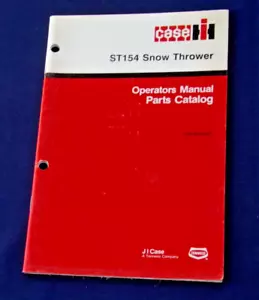 CASE IH
ST154 Snow Thrower
Operators Manual
Parts Catalog
J I Case
A Tenneco Company